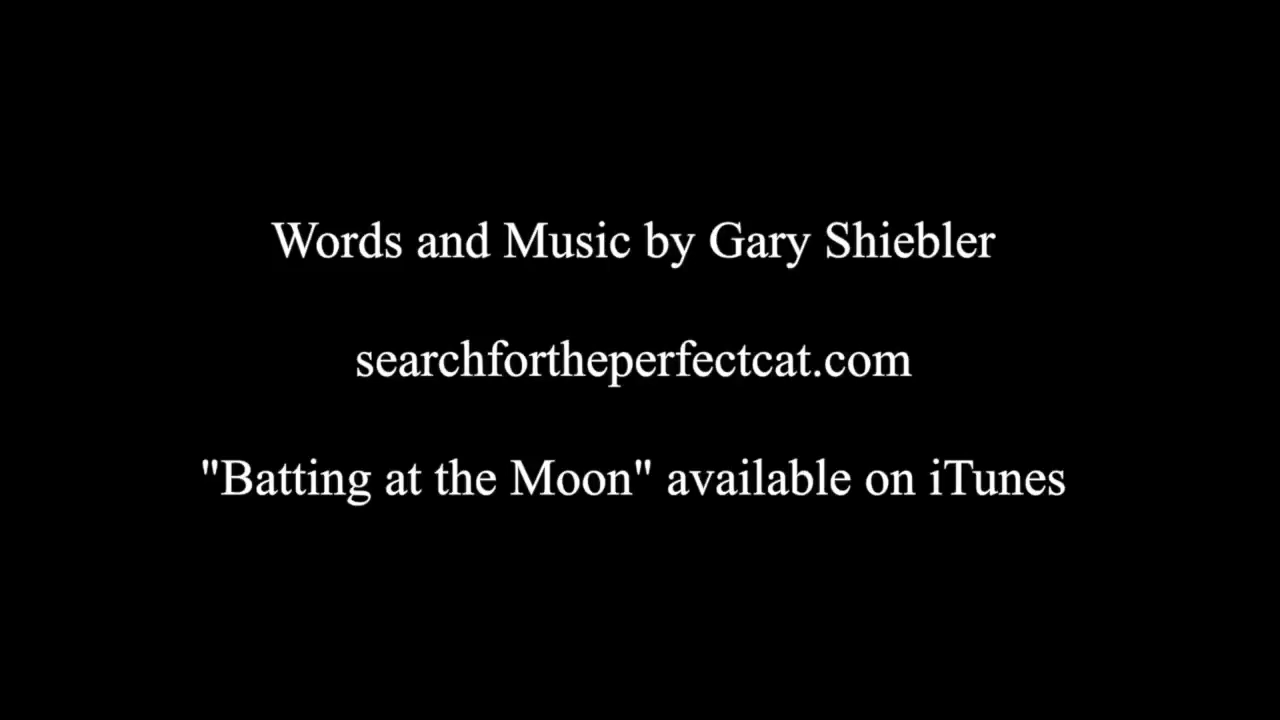 Words and Music by Gary Shiebler
searchfortheperfectcat.com
"Batting at the Moon" available on iTunes